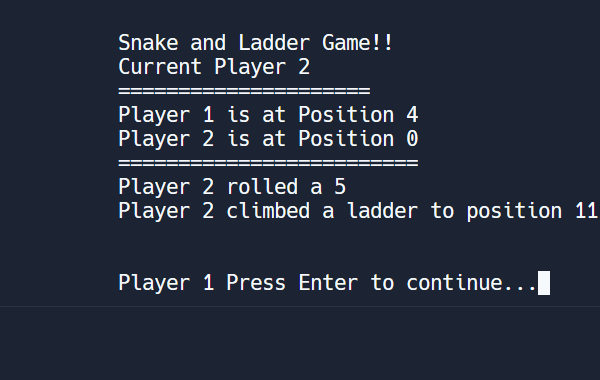 Snake and Ladder Game!!
Current Player 2
=====================
Player 1 is at Position 4
Player 2 is at Position 0
=========================
Player 2 rolled a 5
Player 2 climbed a ladder to position 11
Player 1 Press Enter to continue...